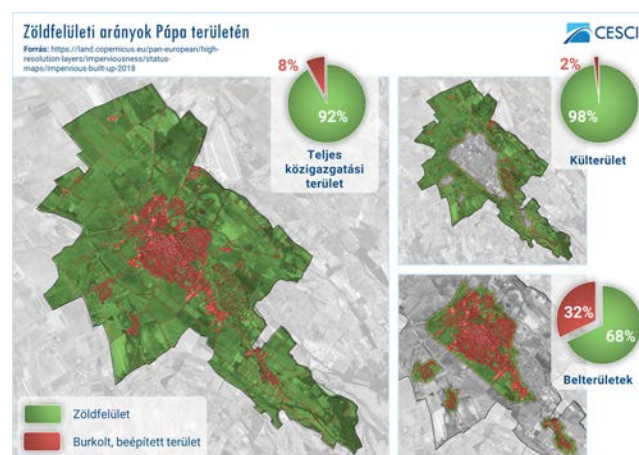 Zöldfelületi arányok Pápa területén
Forrás: https://land.copernicus.eu/pan-european/high-
resolution-layers/imperviousness/status-
maps/impervious-built-up-2018
CESCI
8%
92%
Teljes
közigazgatási
terület
2%
98%
Külterület
32%
68%
Belterületek
Zöldfelület
Burkolt, beépített terület